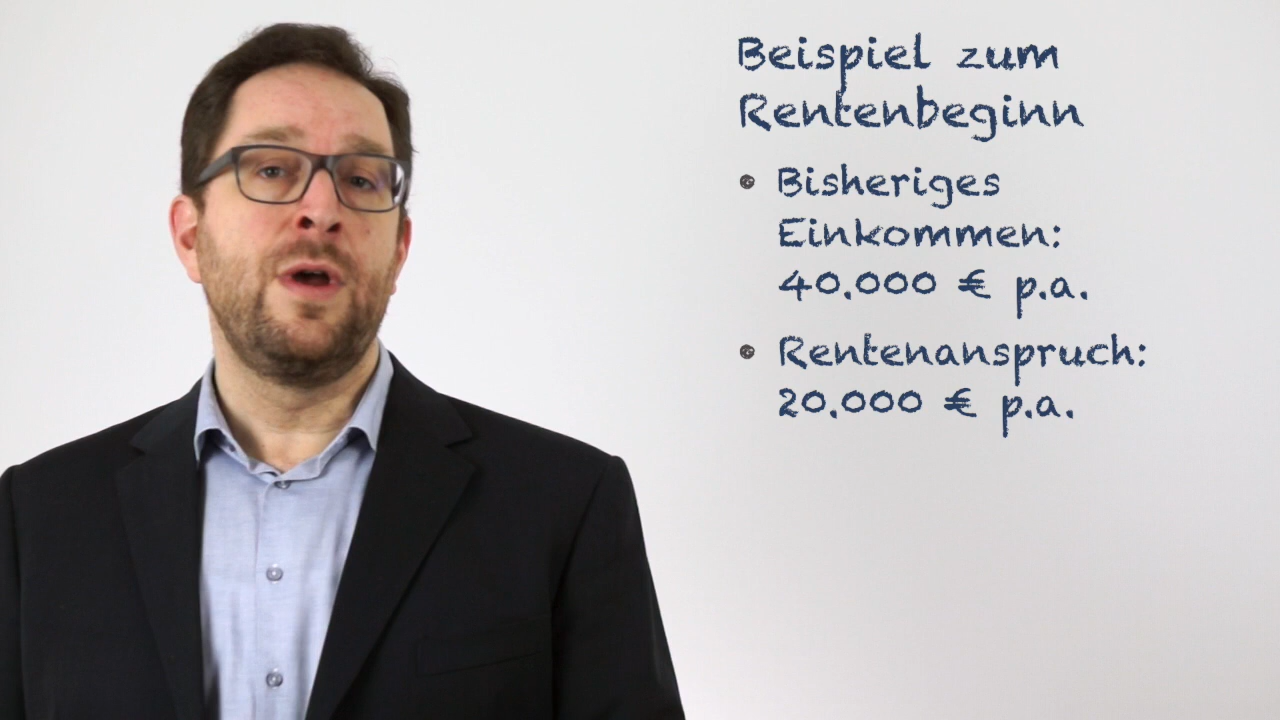 Beispiel zum
Rentenbeginn
• Bisheriges
Einkommen:
40.000 € p.a.
• Rentenanspruch:
20.000 € p.a.